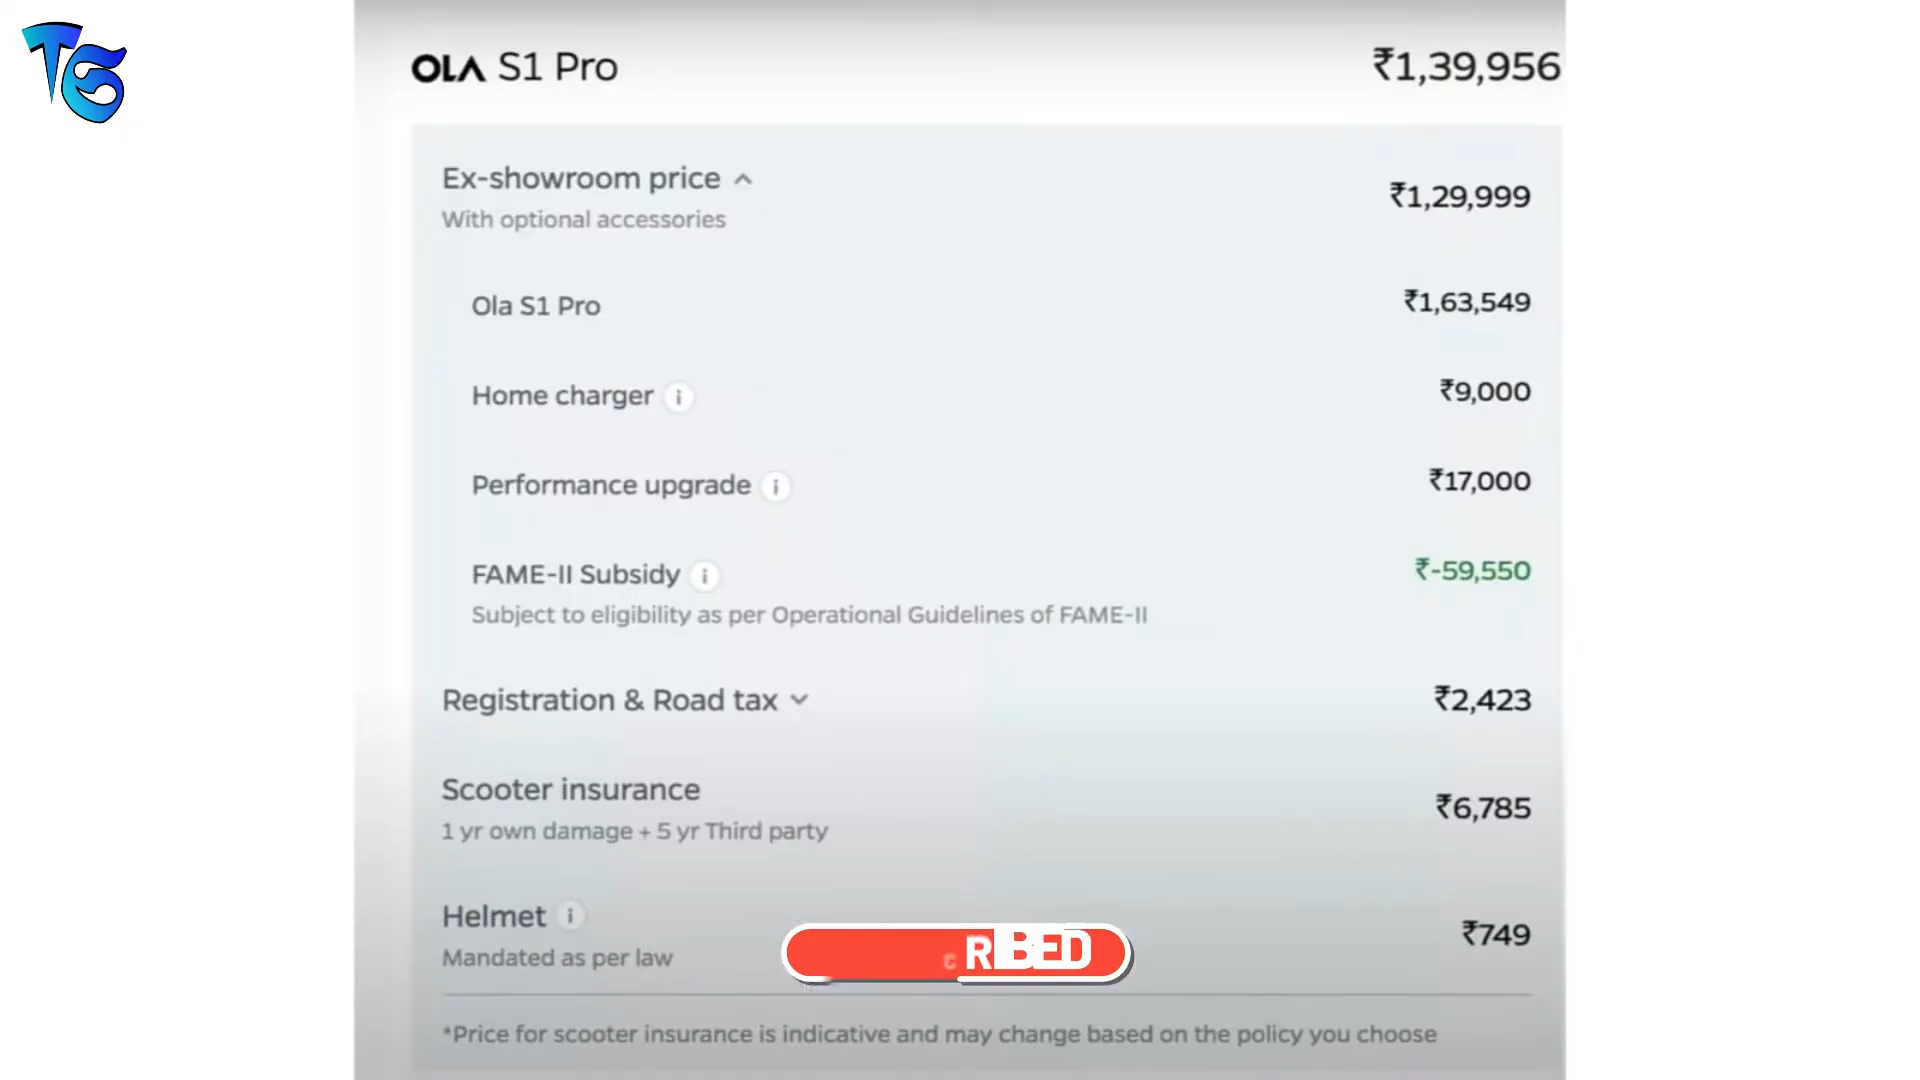 TG
OLA S1 Pro ₹1,39,956
Ex-showroom price ₹1,29,999
With optional accessories
Ola S1 Pro ₹1,63,549
Home charger i ₹9,000
Performance upgrade i ₹17,000
FAME-II Subsidy i ₹-59,550
Subject to eligibility as per Operational Guidelines of FAME-II
Registration & Road tax ₹2,423
Scooter insurance ₹6,785
1 yr own damage + 5 yr Third party
Helmet i ₹749
Mandated as per law
C RBED
*Price for scooter insurance is indicative and may change based on the policy you choose